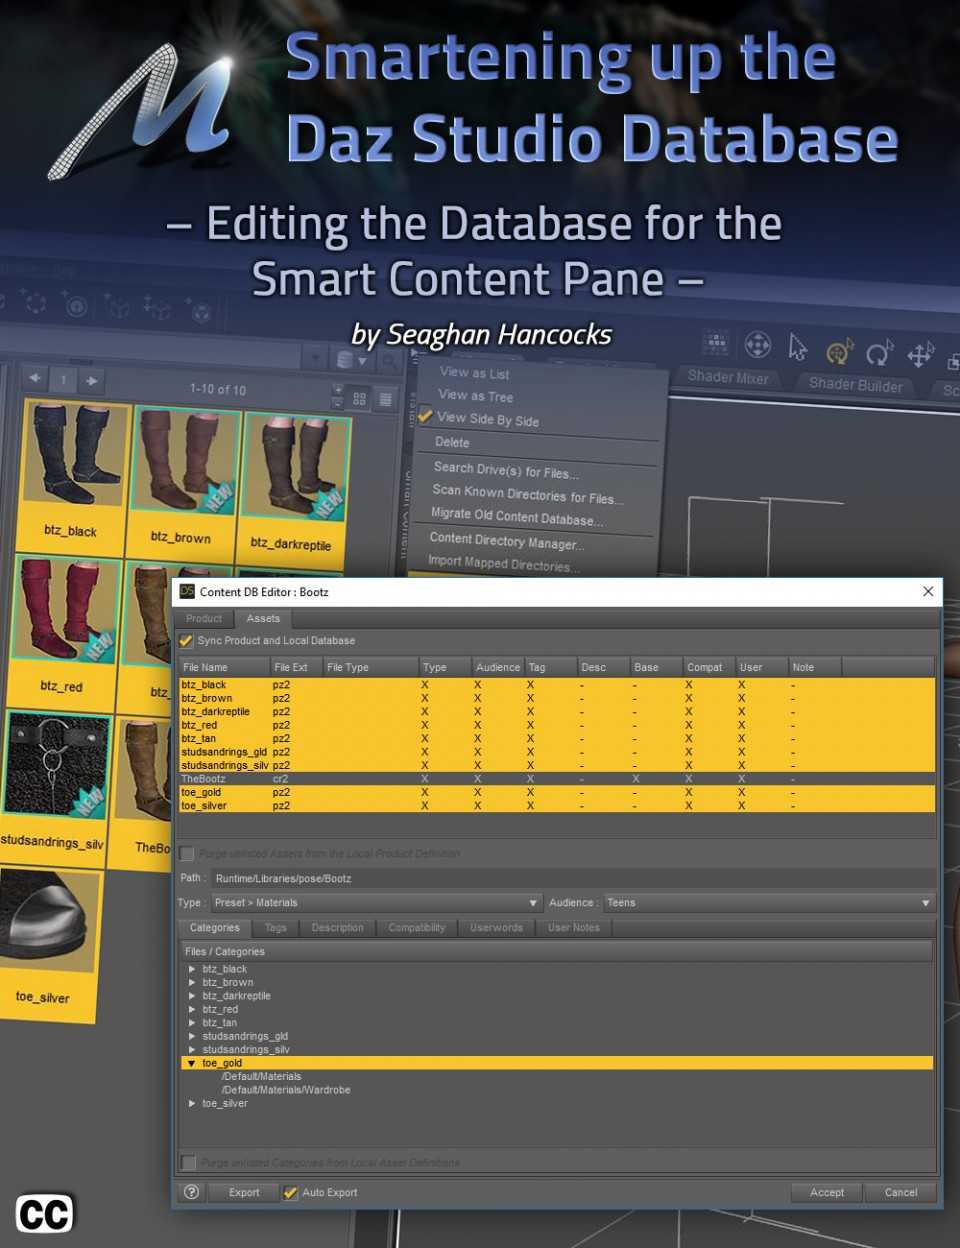 Smartening up the
Daz Studio Database
– Editing the Database for the
Smart Content Pane –
by Seaghan Hancocks
1
1-10 of 10
View as List
View as Tree
View Side By Side
Delete
Search Drive(s) for Files...
Scan Known Directories for Files...
Migrate Old Content Database...
Content Directory Manager...
Import Mapped Directories...
Shader Mixer
Shader Builder
Sc
btz_black
NEW
btz_brown
NEW
btz_darkreptile
NEW
btz_red
btz_
NEW
studsandrings_silv
TheBo
toe_silver
DS Content DB Editor : Bootz
Product Assets
Sync Product and Local Database
File Name File Ext File Type Type Audience Tag Desc Base Compat User Note
btz_black pz2 X X X - - X X -
btz_brown pz2 X X X - - X X -
btz_darkreptile pz2 X X X - - X X -
btz_red pz2 X X X - - X X -
btz_tan pz2 X X X - - X X -
studsandrings_gld pz2 X X X - - X X -
studsandrings_silv pz2 X X X - - X X -
TheBootz cr2 X X X - X X X -
toe_gold pz2 X X X - - X X -
toe_silver pz2 X X X - - X X -
Purge unlisted Assets from the Local Product Definition
Path : Runtime/Libraries/pose/Bootz
Type : Preset > Materials Audience : Teens
Categories Tags Description Compatibility Userwords User Notes
Files / Categories
btz_black
btz_brown
btz_darkreptile
btz_red
btz_tan
studsandrings_gld
studsandrings_silv
toe_gold
/Default/Materials
/Default/Materials/Wardrobe
toe_silver
Purge unlisted Categories from Local Asset Definitions
? Export Auto Export Accept Cancel
CC